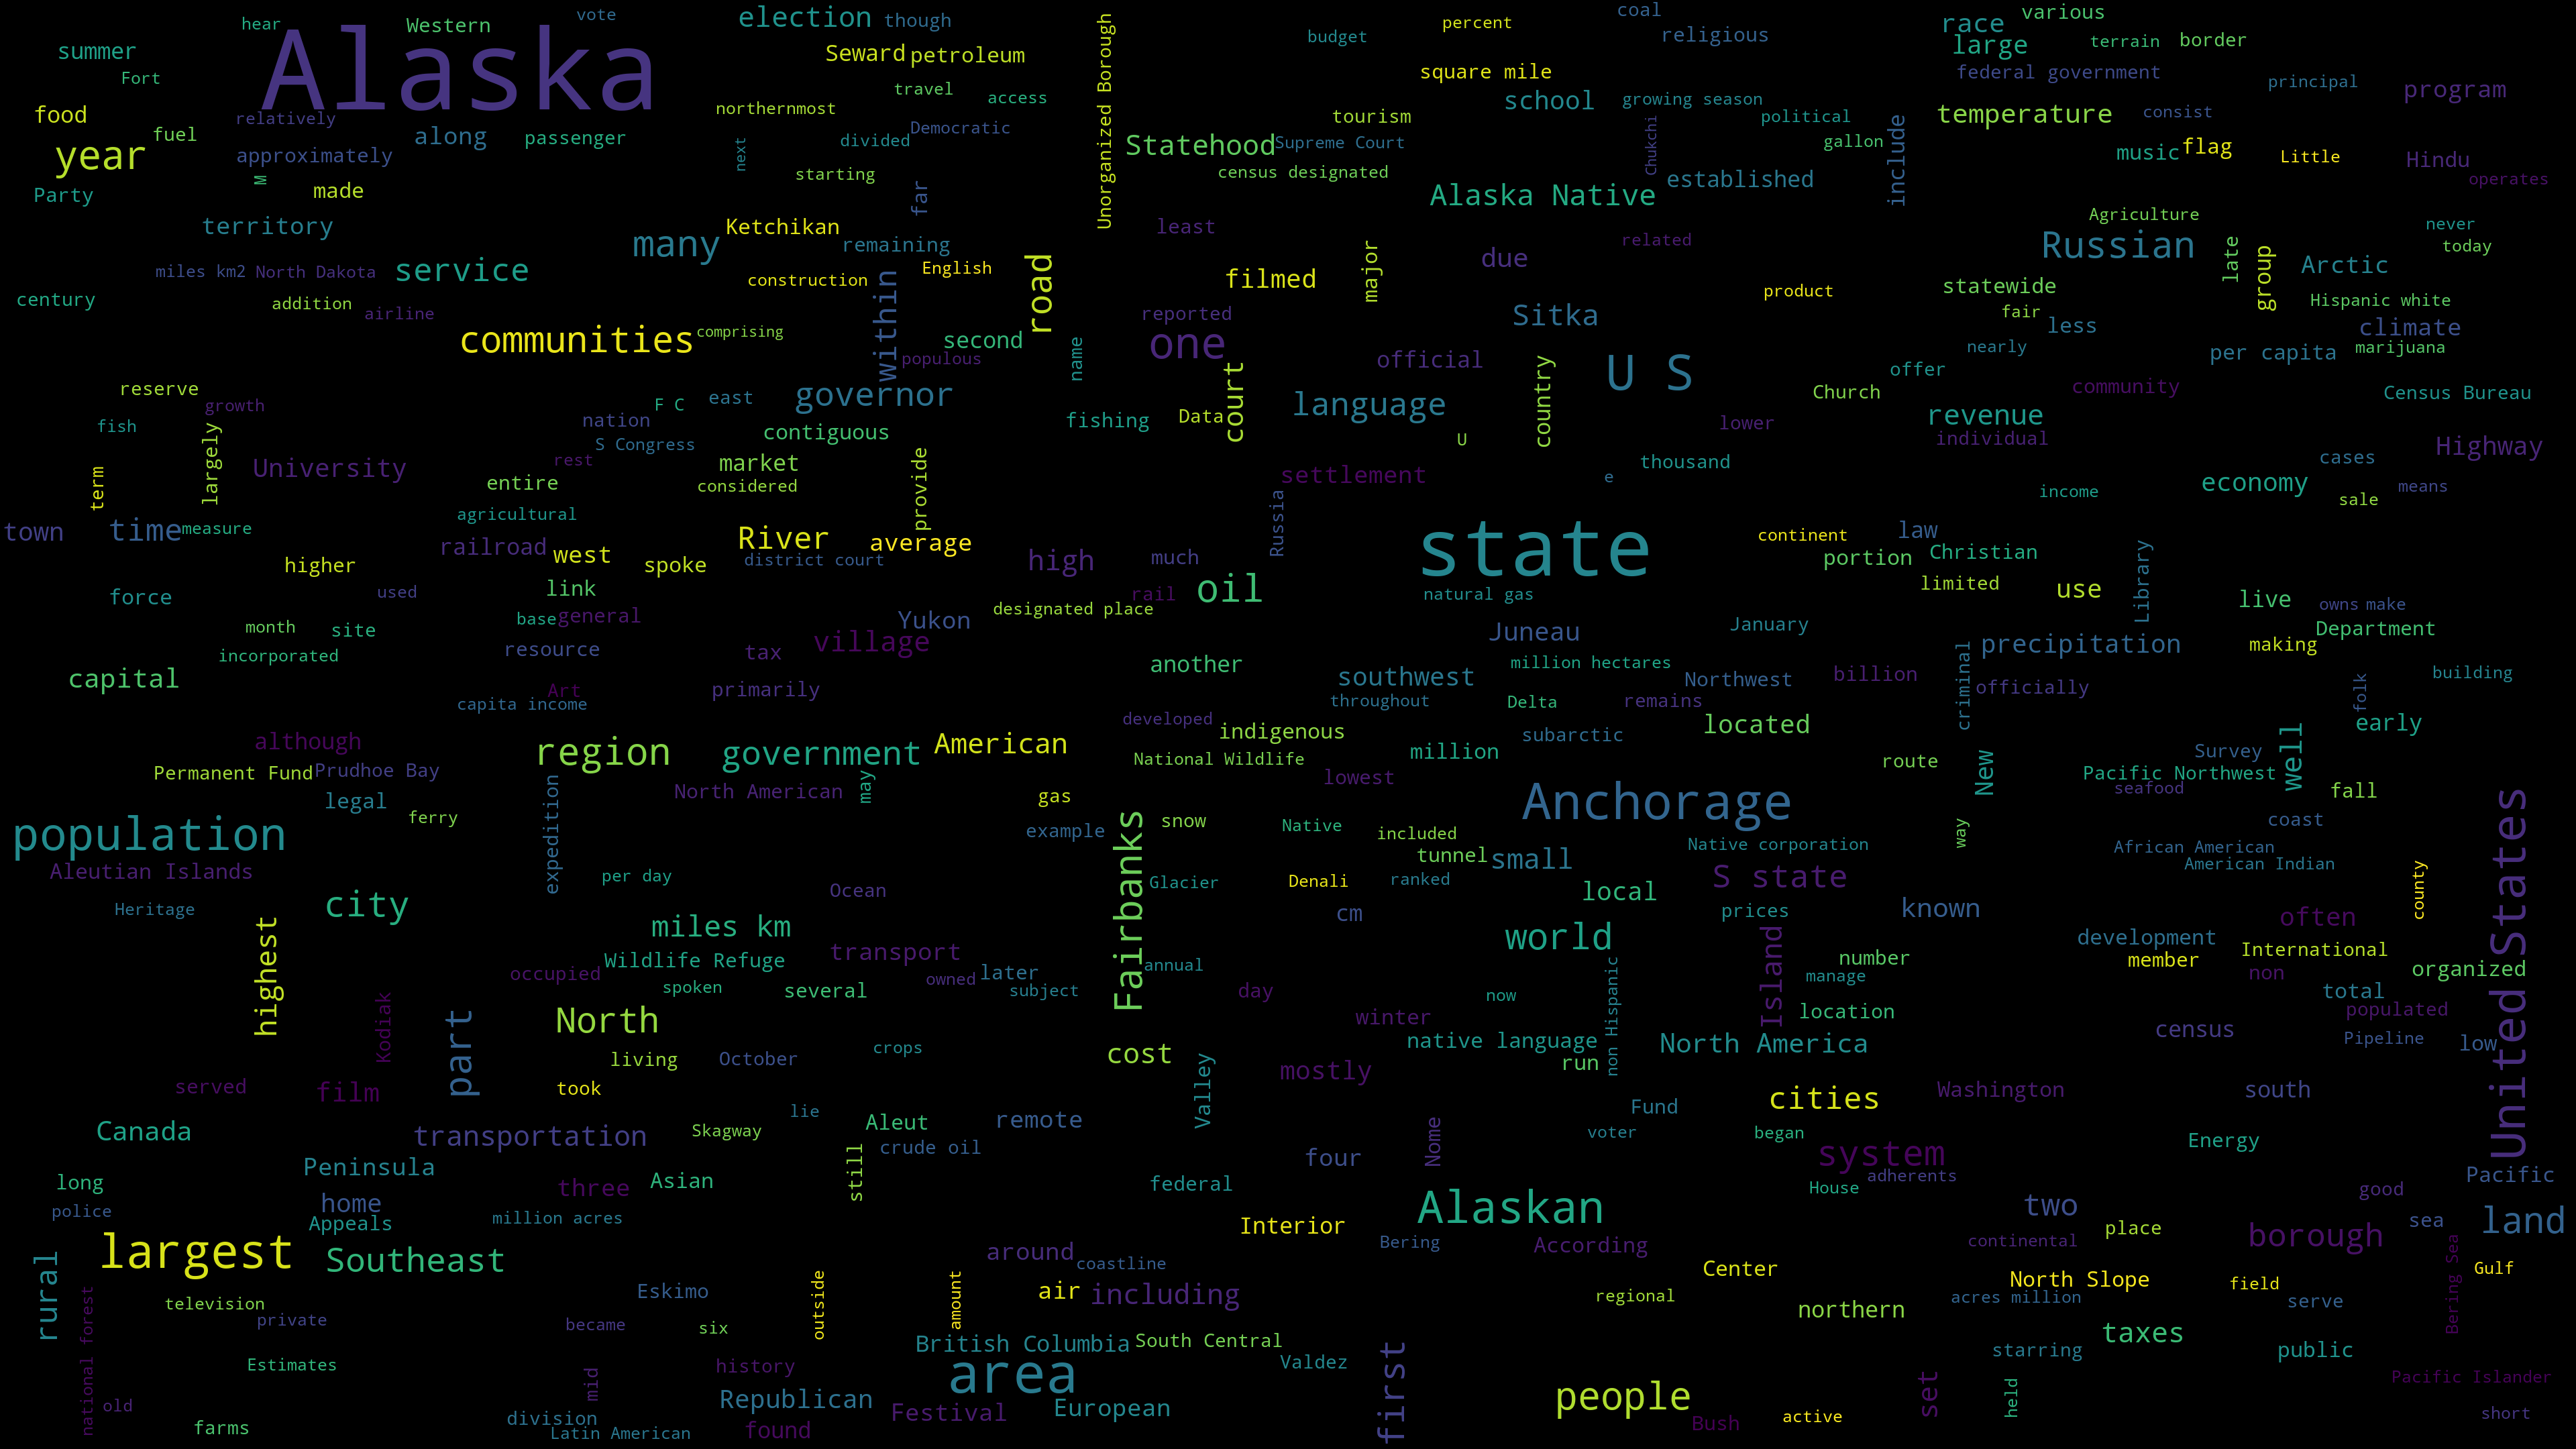 Alaska
hear
Western
vote
election
though
summer
Fort
Seward
petroleum
Unorganized Borough
budget
percent
coal
religious
race
various
large
terrain
border
square mile
federal government
principal
program
food
relatively
fuel
along
passenger
northernmost
travel
access
divided
Democratic
tourism
school
growing season
political
temperature
consist
year
approximately
next
Statehood
Supreme Court
Chukchi
gallon
include
music
flag
Little
Hindu
operates
Party
M
made
starting
far
census designated
Alaska Native
established
territory
many
Ketchikan
remaining
least
related
Agriculture
never
today
Russian
late
group
Arctic
miles km2
North Dakota
service
construction
English
road
filmed
major
due
product
statewide
Hispanic white
century
addition
airline
within
reported
Sitka
fair
less
climate
communities
comprising
second
populous
name
one
official
U S
nearly
per capita
marijuana
reserve
growth
governor
east
F C
nation
fishing
Data
court
language
country
Church
offer
community
Census Bureau
fish
largely
contiguous
S Congress
U
lower
revenue
individual
Highway
University
rest
market
considered
provide
settlement
thousand
e
cases
term
entire
Russia
income
economy
sale
means
town
time
measure
agricultural
railroad
west
River
average
district court
state
continent
law
higher
spoke
high
much
portion
Christian
Library
force
used
link
rail
oil
natural gas
limited
use
live
owns
make
month
site
base
general
Yukon
designated place
Juneau
January
Department
incorporated
resource
tax
village
another
million hectares
criminal
precipitation
making
capital
Art
capita income
primarily
southwest
throughout
Northwest
billion
officially
folk
building
Delta
remains
developed
indigenous
subarctic
located
early
although
region
government
American
National Wildlife
million
route
New
Survey
well
Permanent Fund
Prudhoe Bay
expedition
North American
may
lowest
Pacific Northwest
seafood
fall
legal
ferry
gas
Anchorage
United States
population
example
Fairbanks
snow
Native
included
way
coast
tunnel
small
Native corporation
African American
American Indian
Aleutian Islands
per day
Ocean
Glacier
Denali
ranked
S state
county
Heritage
city
local
cm
prices
known
often
highest
miles km
world
Island
development
International
transport
Wildlife Refuge
occupied
owned
later
annual
non Hispanic
number
member
non
organized
spoken
several
subject
day
now
manage
total
Kodiak
part
North
winter
location
populated
living
October
crops
cost
native language
North America
census
Pipeline
low
served
film
took
Valley
mostly
run
cities
Washington
south
lie
Fund
Canada
transportation
Skagway
Aleut
remote
Nome
voter
began
Energy
Peninsula
crude oil
four
system
adherents
Pacific
long
home
three
Asian
still
federal
House
good
police
Appeals
million acres
Alaskan
two
sea
land
Interior
place
largest
Southeast
around
coastline
Bering
According
continental
borough
Bering Sea
rural
Eskimo
outside
amount
air
including
Center
North Slope
field
Gulf
national forest
television
private
became
six
regional
northern
acres million
serve
Estimates
British Columbia
South Central
starring
taxes
public
mid
history
area
Valdez
first
Pacific Islander
old
Republican
Festival
European
people
set
held
farms
division
Latin American
found
Bush
active
short